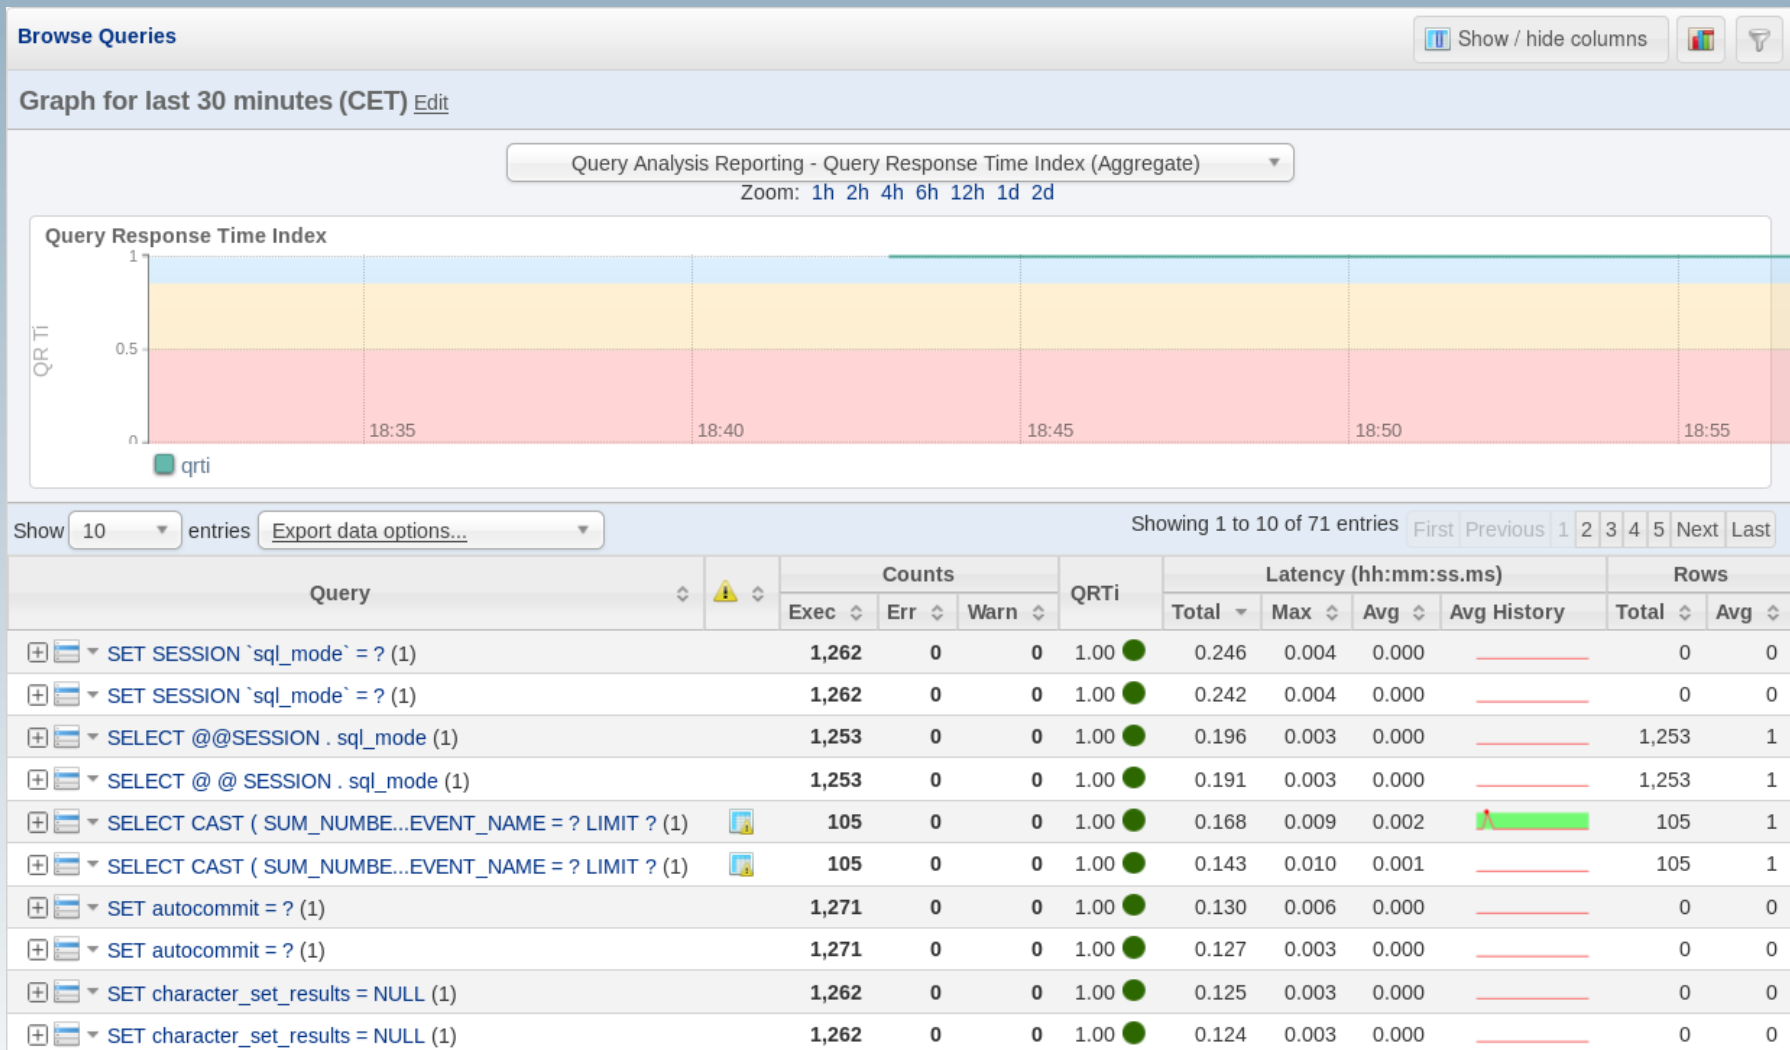 Browse Queries
Show / hide columns
Graph for last 30 minutes (CET) Edit
Query Analysis Reporting - Query Response Time Index (Aggregate)
Zoom: 1h 2h 4h 6h 12h 1d 2d
Query Response Time Index
1
QR Ti
0.5
0
18:35 18:40 18:45 18:50 18:55
qrti
Show 10 entries Export data options... Showing 1 to 10 of 71 entries First Previous 1 2 3 4 5 Next Last
Query Counts QRTi Latency (hh:mm:ss.ms) Rows
Exec Err Warn Total Max Avg Avg History Total Avg
SET SESSION `sql_mode` = ? (1) 1,262 0 0 1.00 0.246 0.004 0.000 0 0
SET SESSION `sql_mode` = ? (1) 1,262 0 0 1.00 0.242 0.004 0.000 0 0
SELECT @@SESSION . sql_mode (1) 1,253 0 0 1.00 0.196 0.003 0.000 1,253 1
SELECT @ @ SESSION . sql_mode (1) 1,253 0 0 1.00 0.191 0.003 0.000 1,253 1
SELECT CAST ( SUM_NUMBE...EVENT_NAME = ? LIMIT ? (1) 105 0 0 1.00 0.168 0.009 0.002 105 1
SELECT CAST ( SUM_NUMBE...EVENT_NAME = ? LIMIT ? (1) 105 0 0 1.00 0.143 0.010 0.001 105 1
SET autocommit = ? (1) 1,271 0 0 1.00 0.130 0.006 0.000 0 0
SET autocommit = ? (1) 1,271 0 0 1.00 0.127 0.003 0.000 0 0
SET character_set_results = NULL (1) 1,262 0 0 1.00 0.125 0.003 0.000 0 0
SET character_set_results = NULL (1) 1,262 0 0 1.00 0.124 0.003 0.000 0 0